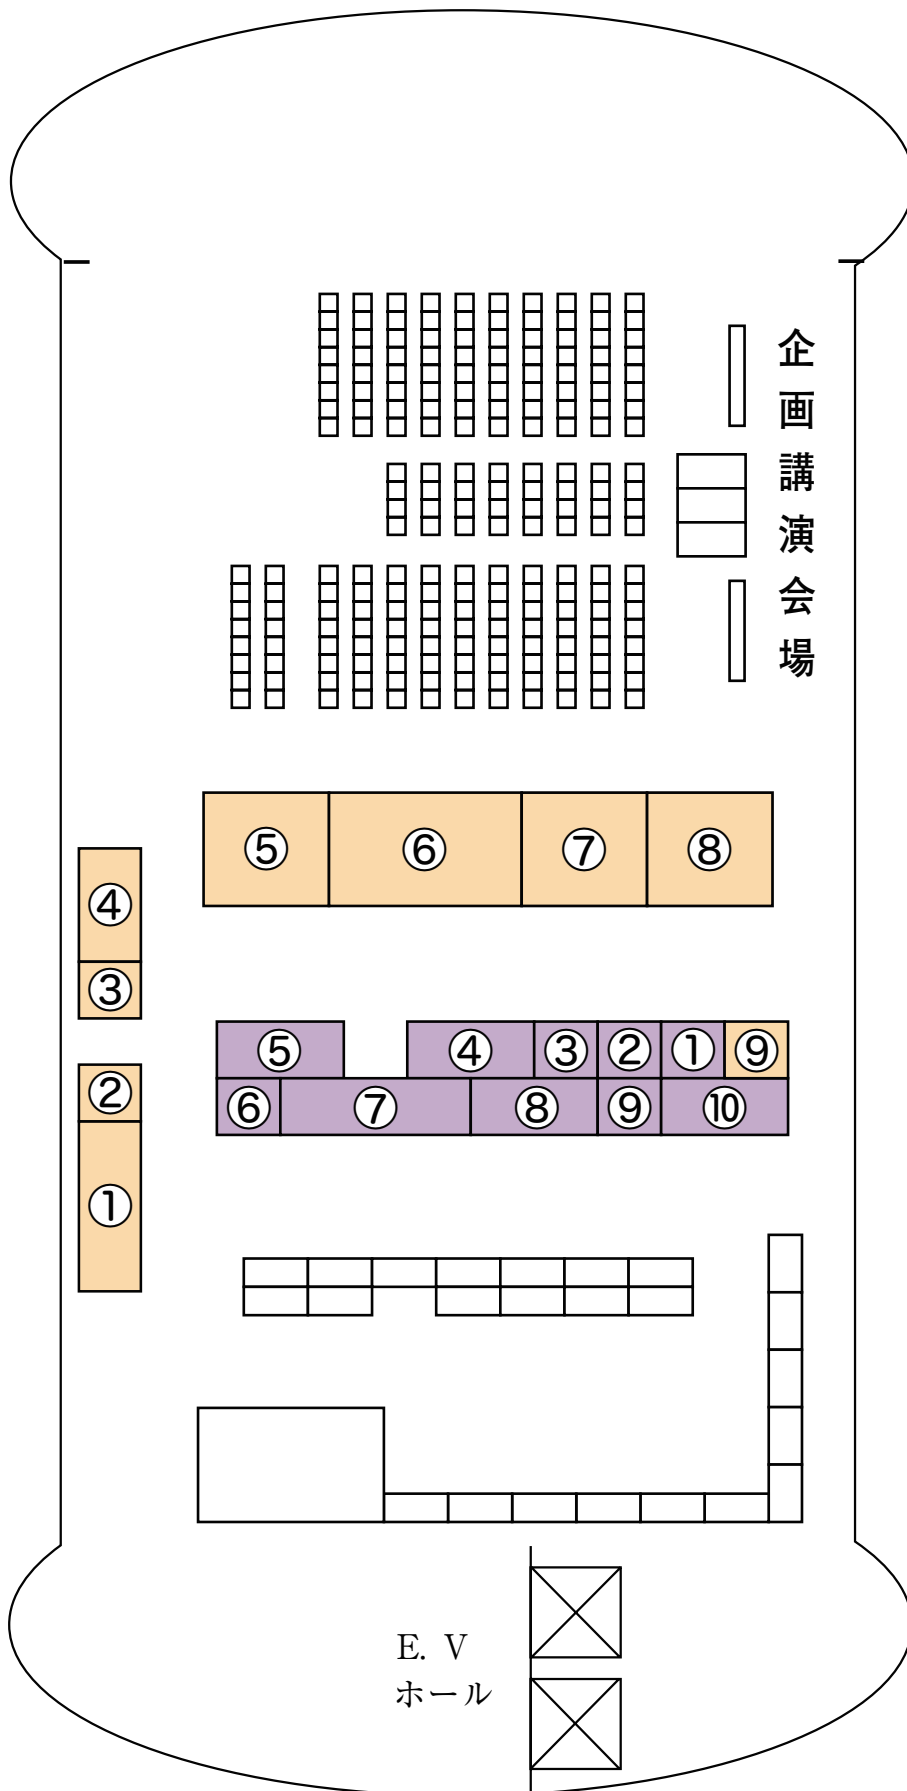 企画講演会場
⑤ ⑥ ⑦ ⑧
④
③
⑤ ④ ③ ② ① ⑨
② ⑥ ⑦ ⑧ ⑨ ⑩
①
E. V
ホール